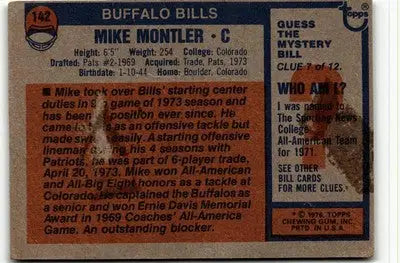 142
BUFFALO BILLS
MIKE MONTLER • C
Height: 6'5" Weight: 254 College: Colorado
Drafted: Pats #2-1969 Acquired: Trade, Pats, 1973
Birthdate: 1-10-44 Home: Boulder, Colorado
Mike took over Bills' starting center
duties in game of 1973 season and has
been position ever since. He
came as an offensive tackle but
made A starting offensive
lineman his 4 seasons with
Patriots, he was part of 6-player trade,
April 20, 1973. Mike won All-American
and All-Big Eight honors as a tackle at
Colorado. He captained the Buffaloes as
a senior and won Ernie Davis Memorial
Award in 1969 Coaches' All-America
Game. An outstanding blocker.
Topps
GUESS
THE
MYSTERY
BILL
CLUE 7 of 12.
WHO AM I?
I was named to
The Sporting News
College
All-American Team
for 1971.
SEE OTHER
BILL CARDS
FOR MORE CLUES.
© 1976, TOPPS
CHEWING GUM, INC.
PRTD. IN U.S.A.